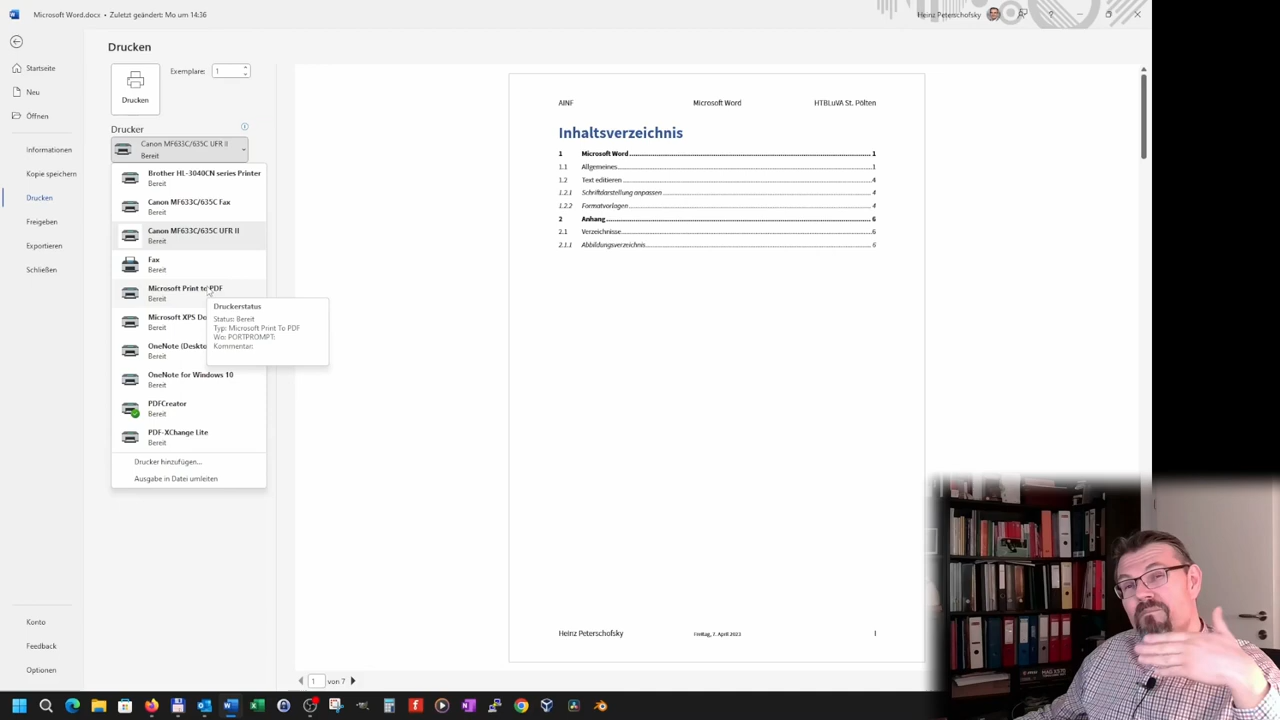 Microsoft Word.docx • Zuletzt geändert: Mo um 14:36
Heinz Peterschofsky
Drucken
Startseite
Neu
Öffnen
Informationen
Kopie speichern
Drucken
Freigeben
Exportieren
Schließen
Konto
Feedback
Optionen
Drucken
Exemplare: 1
Drucker
Canon MF633C/635C UFR II
Bereit
Brother HL-3040CN series Printer
Bereit
Canon MF633C/635C Fax
Bereit
Canon MF633C/635C UFR II
Bereit
Fax
Bereit
Microsoft Print to PDF
Bereit
Microsoft XPS Do
Bereit
OneNote (Deskto
Bereit
OneNote for Windows 10
Bereit
PDFCreator
Bereit
PDF-XChange Lite
Bereit
Drucker hinzufügen...
Ausgabe in Datei umleiten
Druckerstatus
Status: Bereit
Typ: Microsoft Print To PDF
Wo: PORTPROMPT:
Kommentar:
AINF Microsoft Word HTBLuVA St. Pölten
Inhaltsverzeichnis
1 Microsoft Word 1
1.1 Allgemeines 1
1.2 Text editieren 4
1.2.1 Schriftdarstellung anpassen 4
1.2.2 Formatvorlagen 4
2 Anhang 6
2.1 Verzeichnisse 6
2.1.1 Abbildungsverzeichnis 6
Heinz Peterschofsky Freitag, 7. April 2023 I
1 von 7